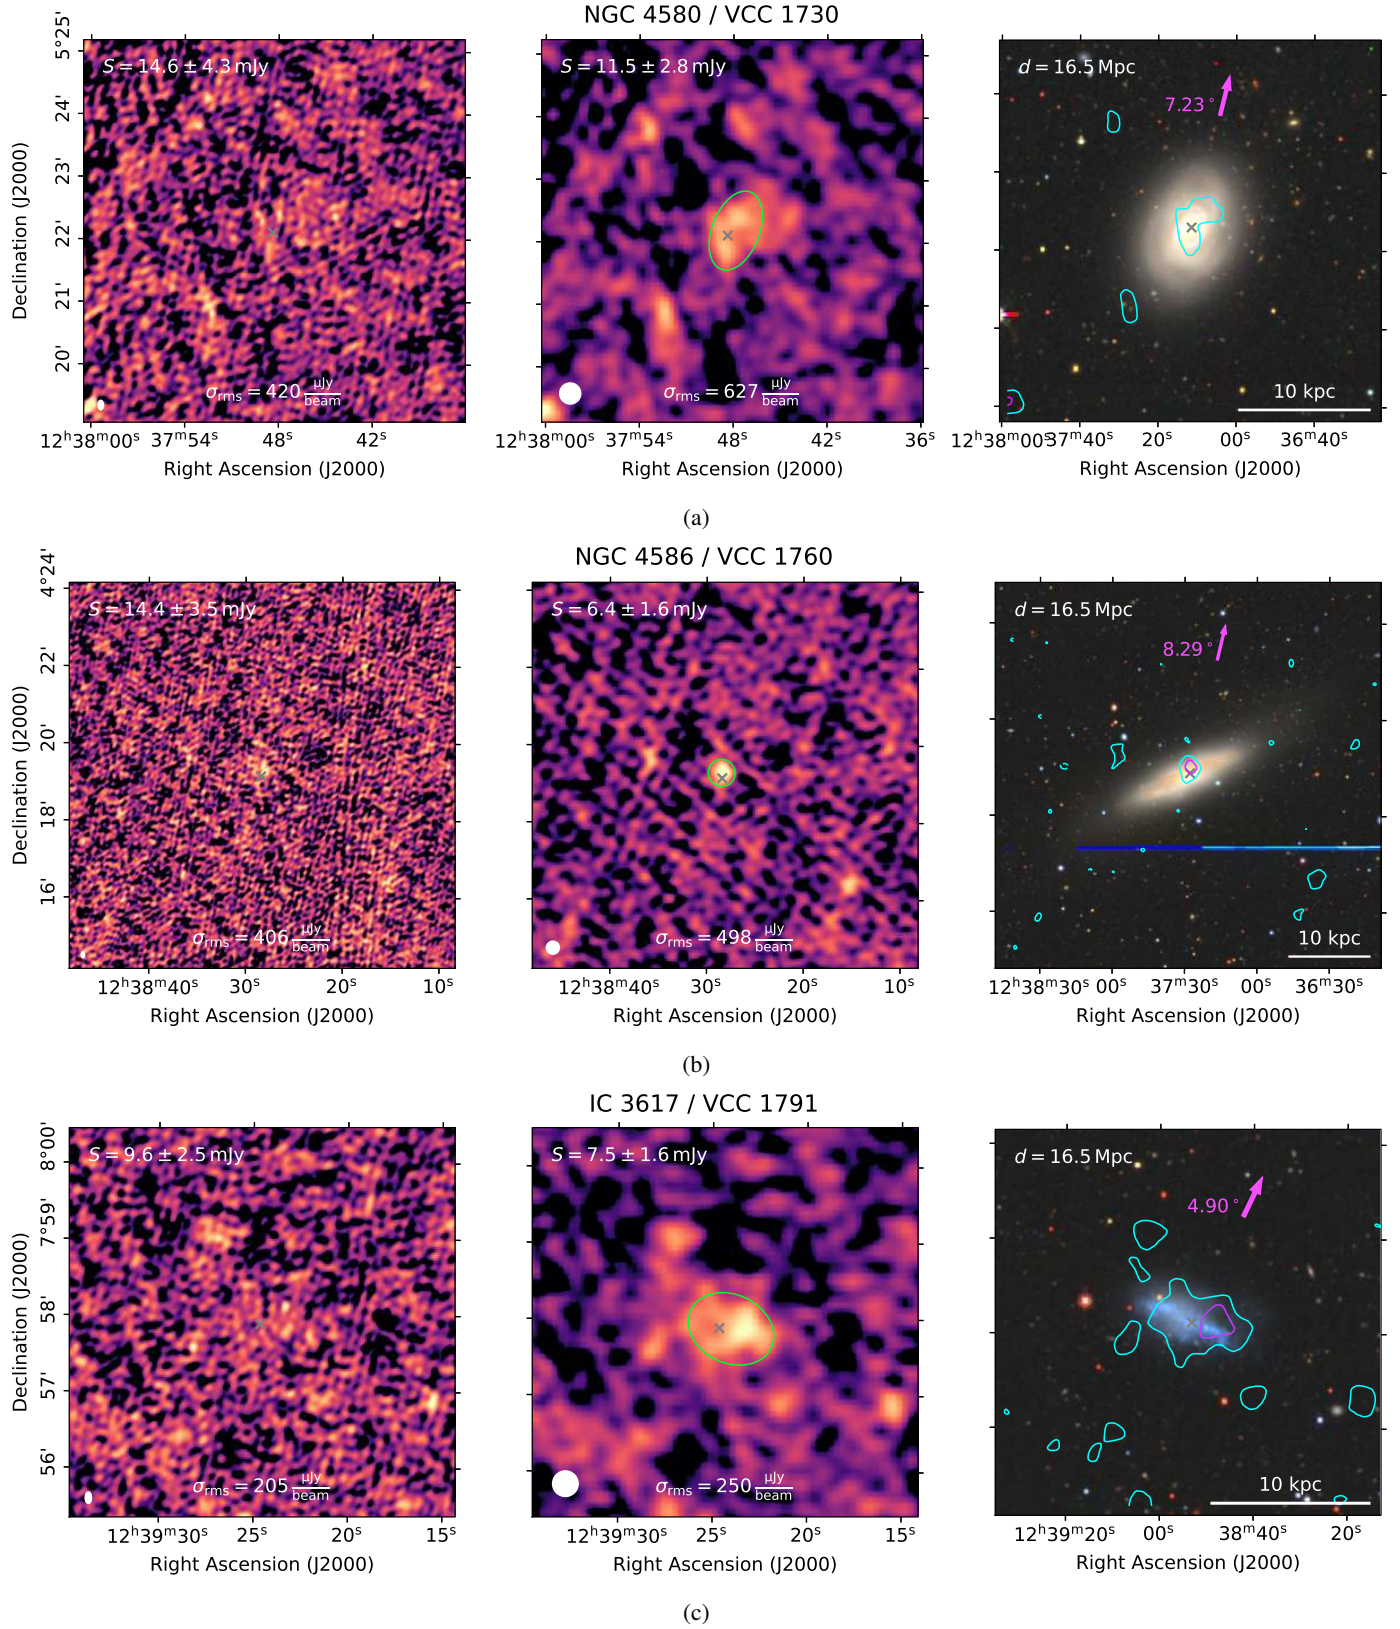 NGC 4580 / VCC 1730
S = 14.6 ± 4.3 mJy
S = 11.5 ± 2.8 mJy
d = 16.5 Mpc
7.23°
5°25'
24'
23'
22'
21'
20'
Declination (J2000)
σrms = 420 μJy/beam
σrms = 627 μJy/beam
10 kpc
12ʰ38ᵐ00ˢ 37ᵐ54ˢ 48ˢ 42ˢ
12ʰ38ᵐ00ˢ 37ᵐ54ˢ 48ˢ 42ˢ 36ˢ
12ʰ38ᵐ00ˢ 37ᵐ40ˢ 20ˢ 00ˢ 36ᵐ40ˢ
Right Ascension (J2000)
Right Ascension (J2000)
Right Ascension (J2000)
(a)
NGC 4586 / VCC 1760
S = 14.4 ± 3.5 mJy
S = 6.4 ± 1.6 mJy
d = 16.5 Mpc
8.29°
4°24'
22'
20'
18'
16'
Declination (J2000)
σrms = 406 μJy/beam
σrms = 498 μJy/beam
10 kpc
12ʰ38ᵐ40ˢ 30ˢ 20ˢ 10ˢ
12ʰ38ᵐ40ˢ 30ˢ 20ˢ 10ˢ
12ʰ38ᵐ30ˢ 00ˢ 37ᵐ30ˢ 00ˢ 36ᵐ30ˢ
Right Ascension (J2000)
Right Ascension (J2000)
Right Ascension (J2000)
(b)
IC 3617 / VCC 1791
S = 9.6 ± 2.5 mJy
S = 7.5 ± 1.6 mJy
d = 16.5 Mpc
4.90°
8°00'
7°59'
58'
57'
56'
Declination (J2000)
σrms = 205 μJy/beam
σrms = 250 μJy/beam
10 kpc
12ʰ39ᵐ30ˢ 25ˢ 20ˢ 15ˢ
12ʰ39ᵐ30ˢ 25ˢ 20ˢ 15ˢ
12ʰ39ᵐ20ˢ 00ˢ 38ᵐ40ˢ 20ˢ
Right Ascension (J2000)
Right Ascension (J2000)
Right Ascension (J2000)
(c)